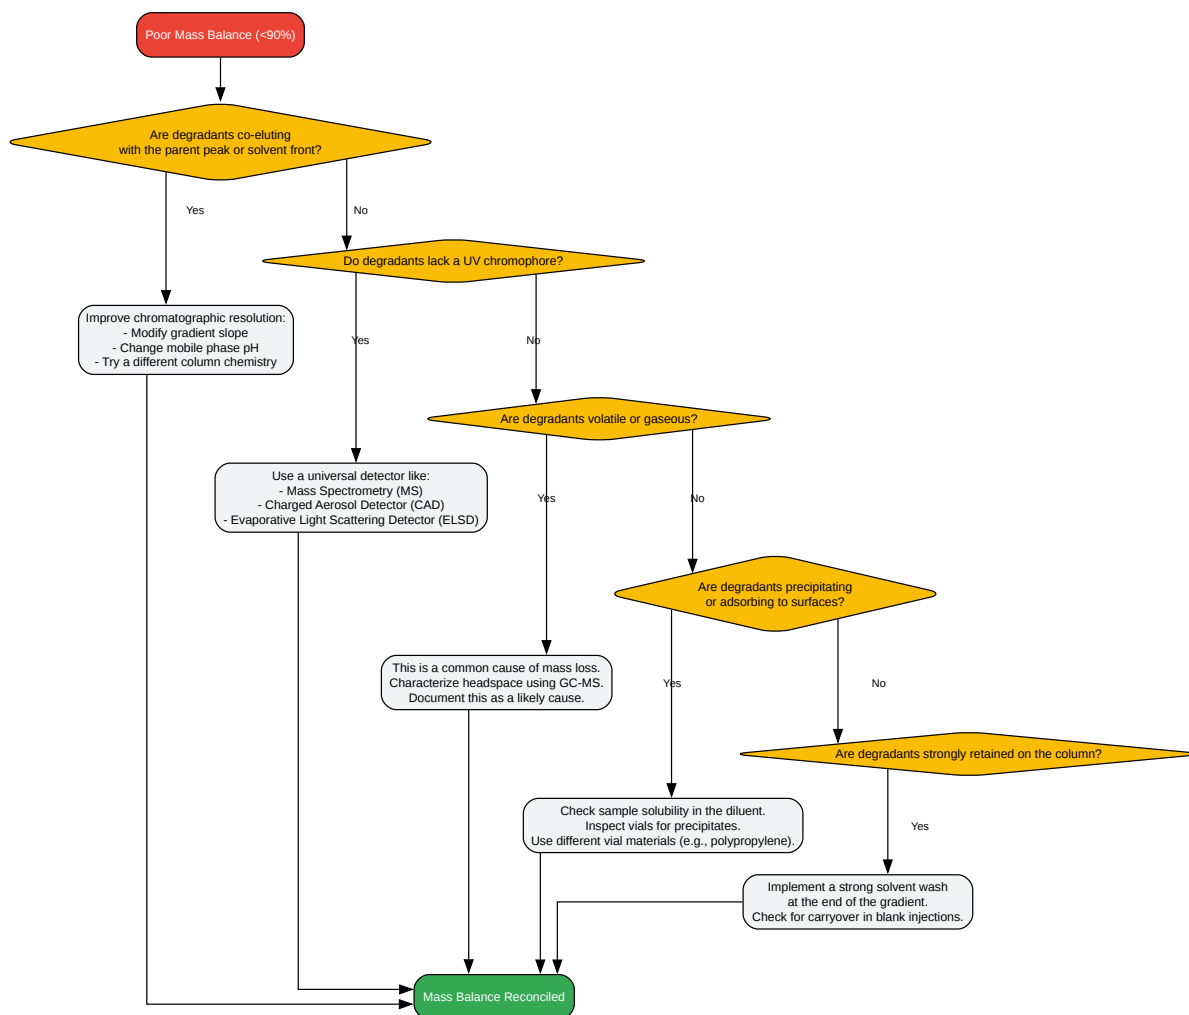 Poor Mass Balance (<90%)
Are degradants co-eluting
with the parent peak or solvent front?
Yes
No
Do degradants lack a UV chromophore?
Improve chromatographic resolution:
- Modify gradient slope
- Change mobile phase pH
- Try a different column chemistry
Yes
No
Are degradants volatile or gaseous?
Use a universal detector like:
- Mass Spectrometry (MS)
- Charged Aerosol Detector (CAD)
- Evaporative Light Scattering Detector (ELSD)
Yes
No
Are degradants precipitating
or adsorbing to surfaces?
This is a common cause of mass loss.
Characterize headspace using GC-MS.
Document this as a likely cause.
Yes
No
Are degradants strongly retained on the column?
Check sample solubility in the diluent.
Inspect vials for precipitates.
Use different vial materials (e.g., polypropylene).
Yes
Implement a strong solvent wash
at the end of the gradient.
Check for carryover in blank injections.
Mass Balance Reconciled